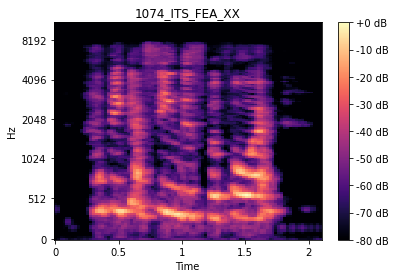 1074_ITS_FEA_XX
8192
4096
2048
1024
512
0
Hz
0
0.5
1
1.5
2
Time
+0 dB
-10 dB
-20 dB
-30 dB
-40 dB
-50 dB
-60 dB
-70 dB
-80 dB